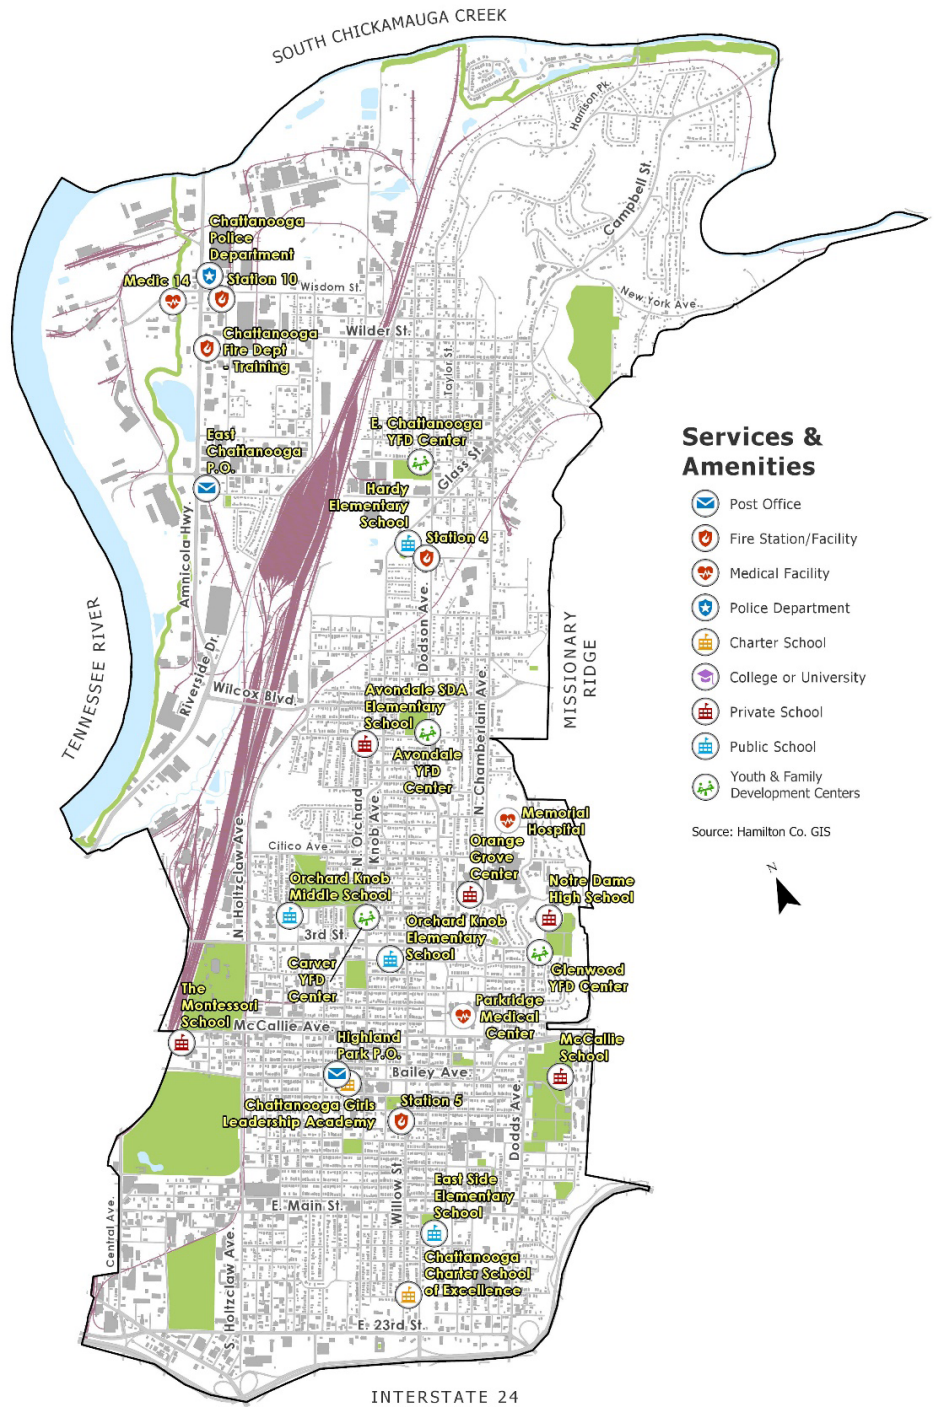 SOUTH CHICKAMAUGA CREEK
Harrison Pk.
Campbell St.
Chattanooga
Police
Department
Medic 14
Station 10
Wisdom St.
New York Ave.
Wilder St.
Chattanooga
Fire Dept
- Training
Taylor St.
E. Chattanooga
YFD Center
East
Chattanooga
P.O.
Glass St.
Hardy
Elementary
School
Station 4
Amnicola Hwy.
Dodson Ave.
TENNESSEE RIVER
MISSIONARY
RIDGE
Riverside Dr.
Wilcox Blvd.
Avondale SDA
Elementary
School
N. Chamberlain Ave.
Avondale
YFD
Center
N. Orchard
Knob Ave.
Memorial
Hospital
N. Holtzclaw Ave.
Citico Ave.
Orange
Grove
Center
Orchard Knob
Middle School
Notre Dame
High School
3rd St.
Orchard Knob
Elementary
School
Carver
YFD
Center
Glenwood
YFD Center
The
Montessori
School
Parkridge
Medical
Center
McCallie Ave.
Highland
Park P.O.
McCallie
School
Bailey Ave.
Chattanooga Girls
Leadership Academy
Station 5
Dodds Ave.
Willow St.
East Side
Elementary
School
E. Main St.
Central Ave.
S. Holtzclaw Ave.
Chattanooga
Charter School
of Excellence
E. 23rd St.
INTERSTATE 24
Services &
Amenities
Post Office
Fire Station/Facility
Medical Facility
Police Department
Charter School
College or University
Private School
Public School
Youth & Family
Development Centers
Source: Hamilton Co. GIS
N